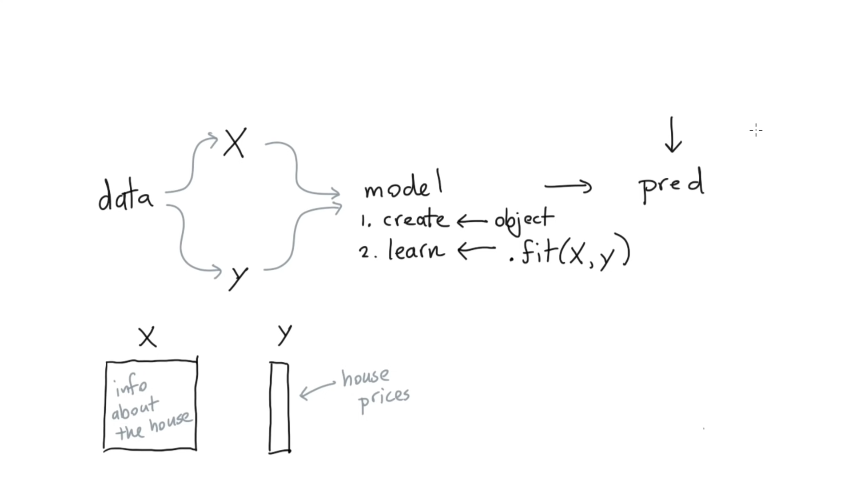 X
data
model
pred
1. create ← object
2. learn ← .fit(X, y)
y
X
y
info
about
the house
house
prices